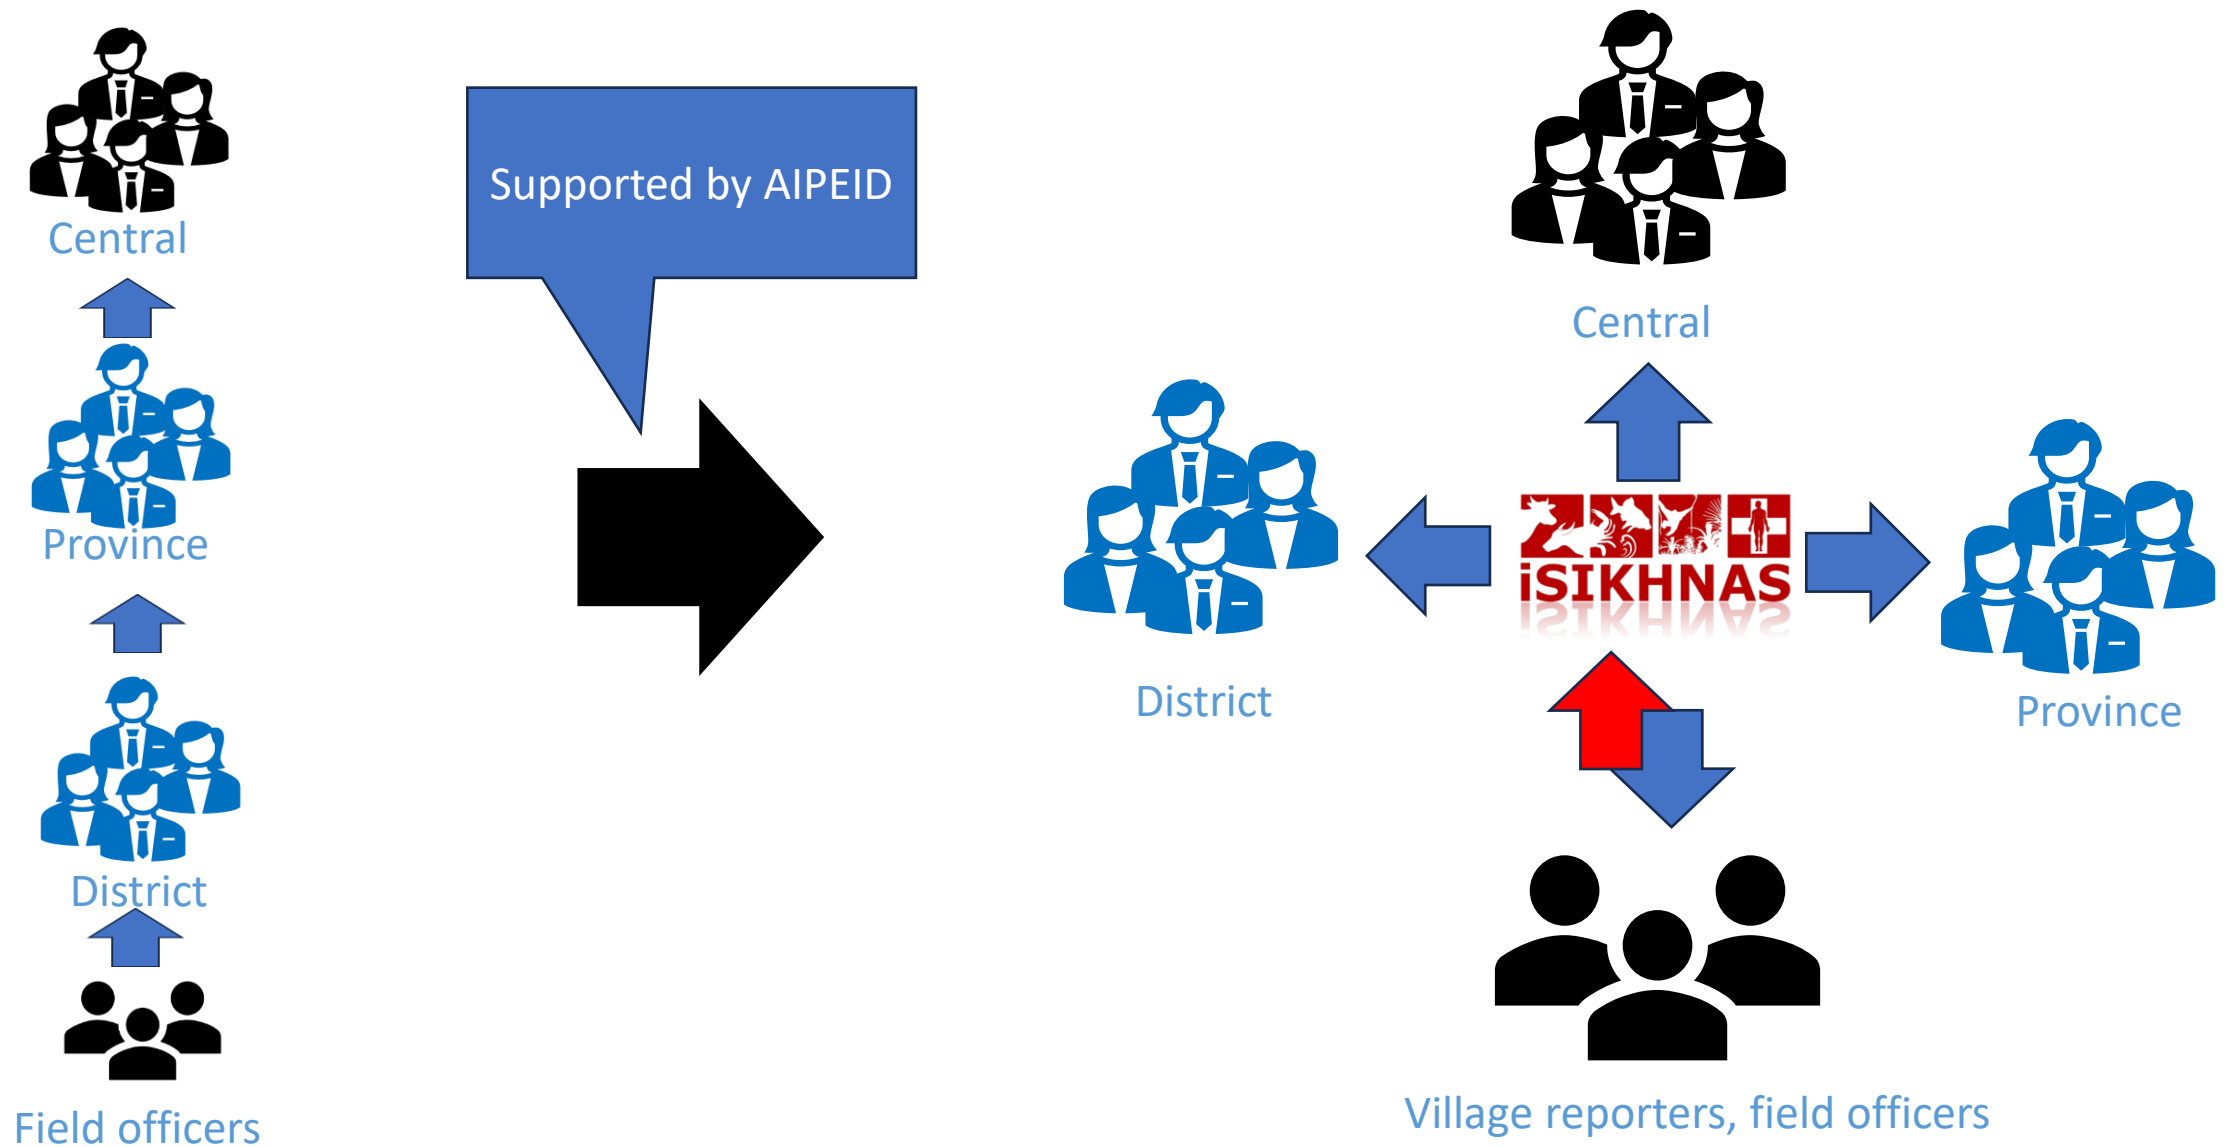 Central
Province
District
Field officers
Supported by AIPEID
Central
District
iSIKHNAS
Province
Village reporters, field officers